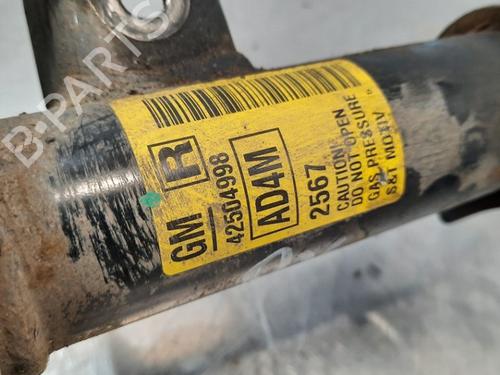 GM R
42504998
AD4M
2567
CAUTION
DO NOT OPEN
GAS PRESSURE
S&T MOTIV
B-PARTS